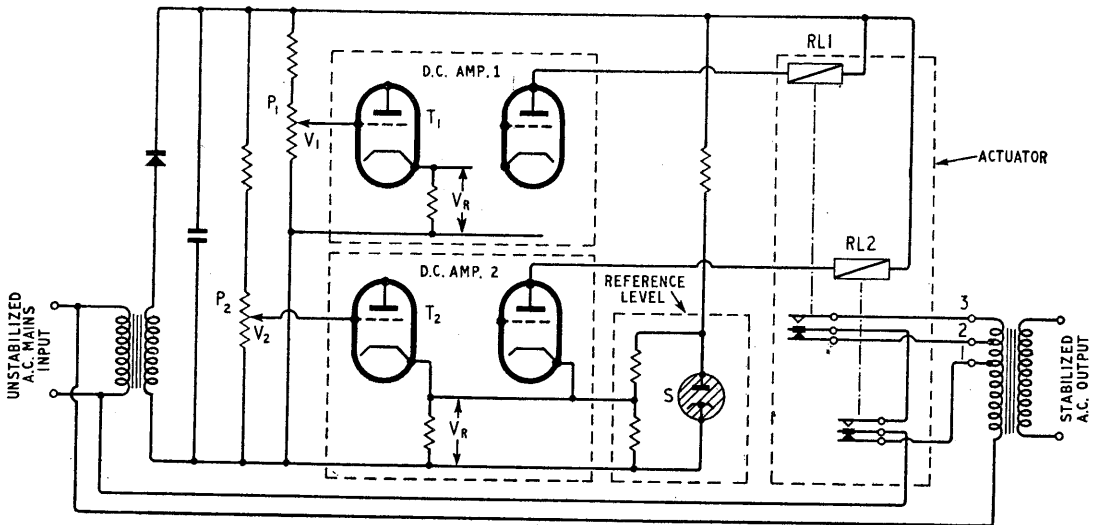 RL1
D.C. AMP. 1
P1
T1
V1
VR
ACTUATOR
RL2
D.C. AMP. 2
REFERENCE
LEVEL
UNSTABILIZED
A.C. MAINS
INPUT
P2
V2
T2
S
VR
3
2
1
STABILIZED
A.C. OUTPUT